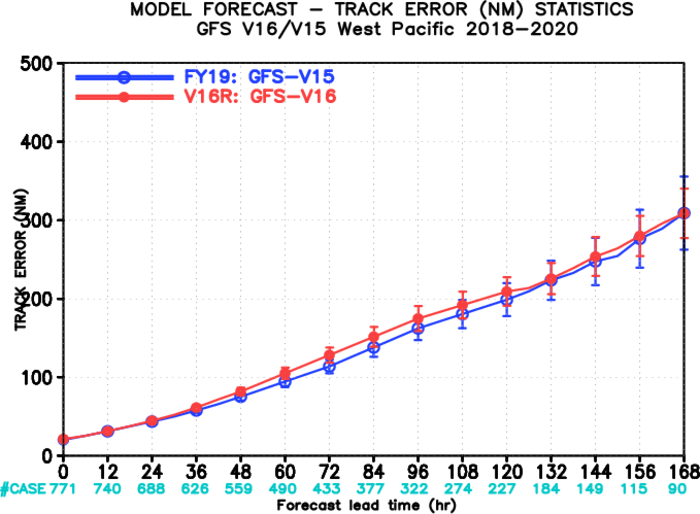 MODEL FORECAST – TRACK ERROR (NM) STATISTICS
GFS V16/V15 West Pacific 2018–2020
500
FY19: GFS–V15
V16R: GFS–V16
400
300
TRACK ERROR (NM)
200
100
0
0 12 24 36 48 60 72 84 96 108 120 132 144 156 168
#CASE 771 740 688 626 559 490 433 377 322 274 227 184 149 115 90
Forecast lead time (hr)